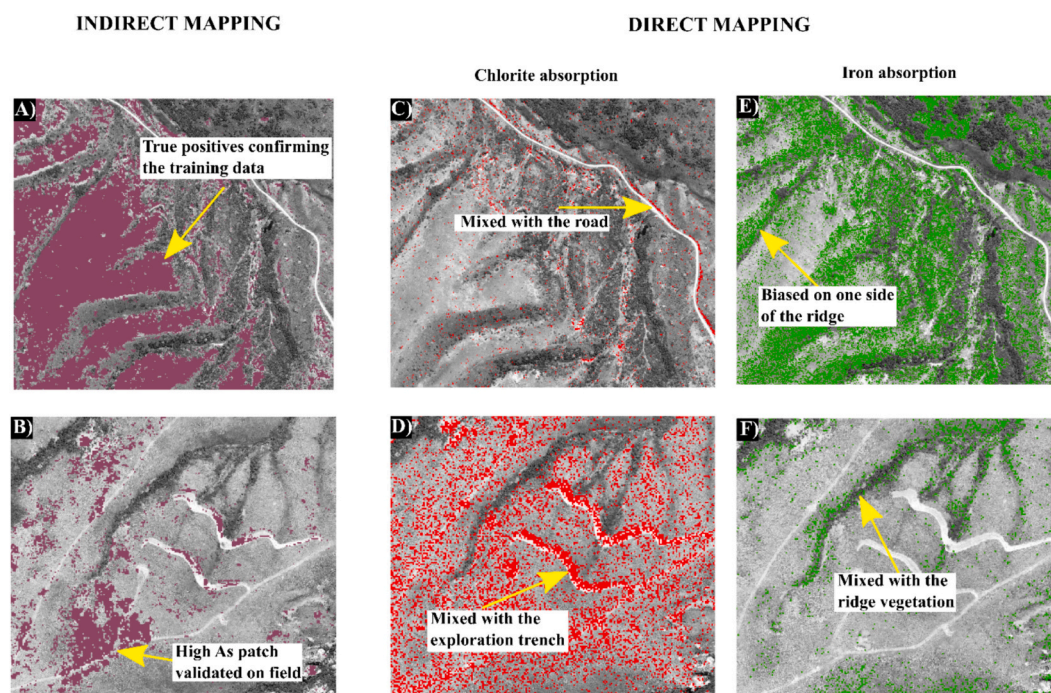 INDIRECT MAPPING
DIRECT MAPPING
Chlorite absorption
Iron absorption
A)
True positives confirming
the training data
C)
Mixed with the road
E)
Biased on one side
of the ridge
B)
High As patch
validated on field
D)
Mixed with the
exploration trench
F)
Mixed with the
ridge vegetation